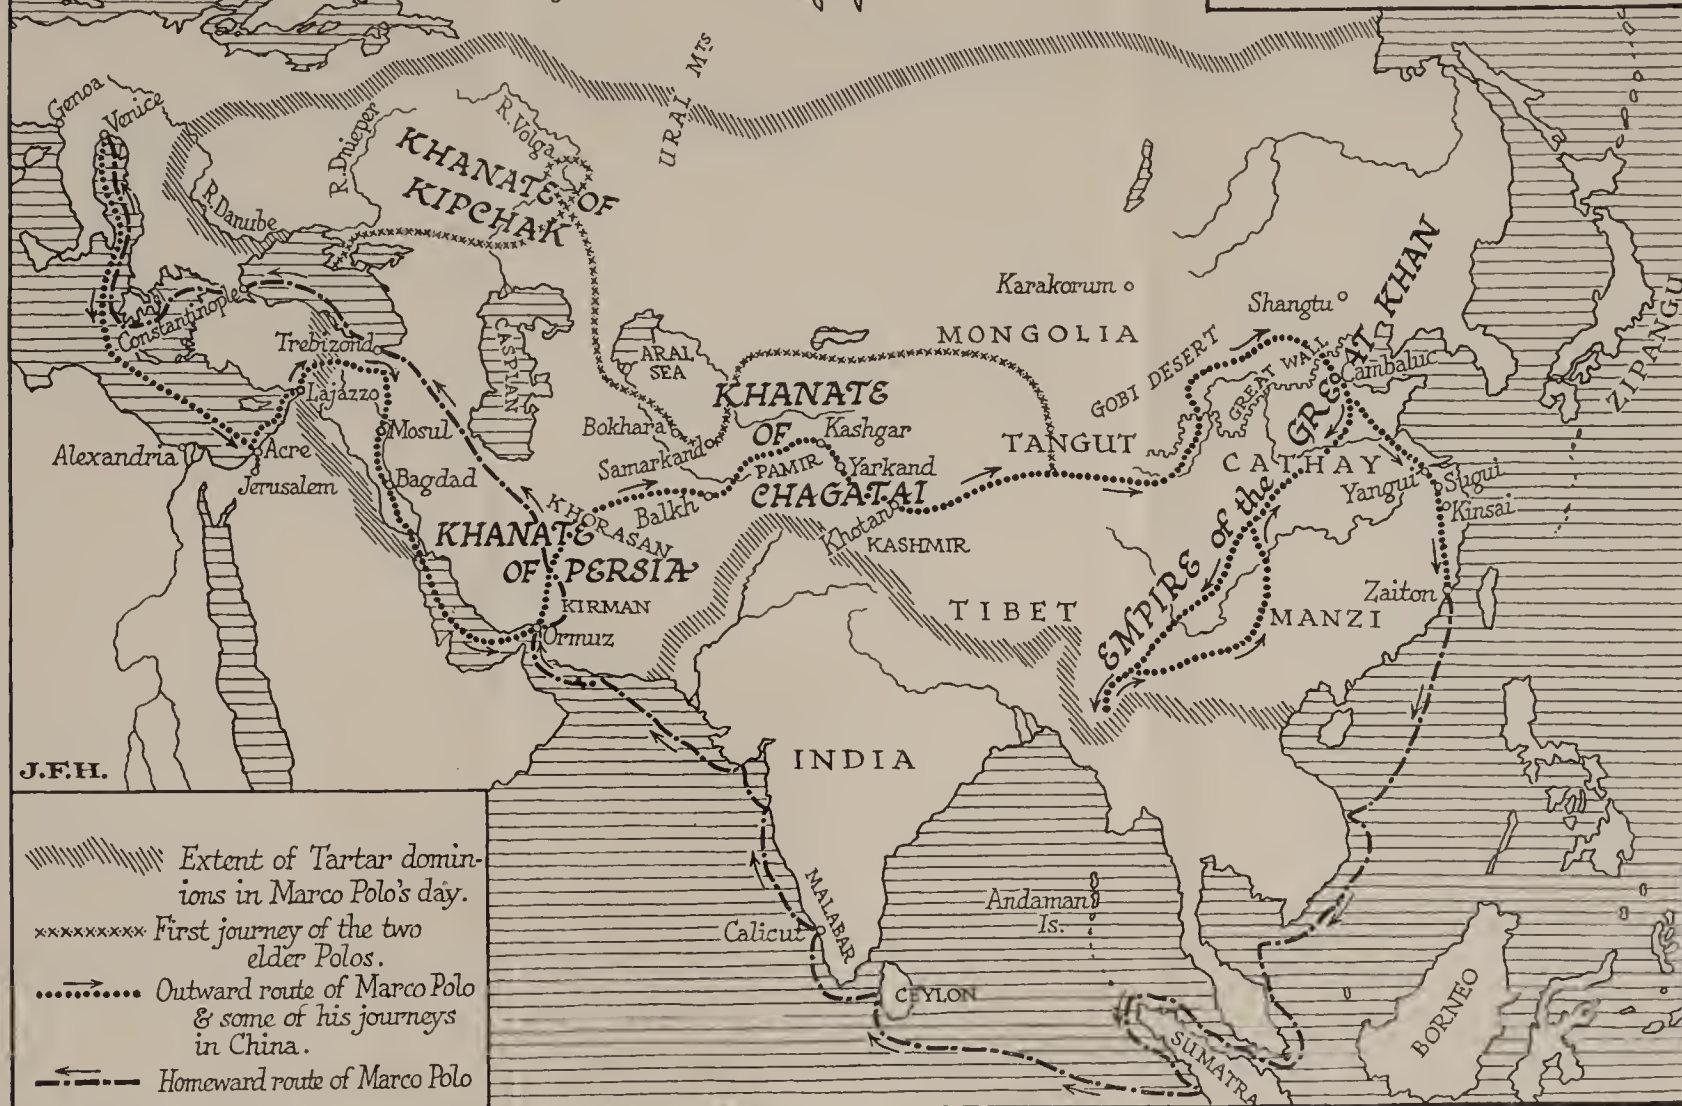 Genoa
Venice
R. Dnieper
R. Volga
URAL MTS
KHANATE OF
KIPCHAK
R. Danube
Karakorum
Shangtu
MONGOLIA
GOBI DESERT
GREAT WALL
Cambaluc
EMPIRE of the GREAT KHAN
ZIPANGU
Constantinople
Trebizond
CASPIAN
ARAL
SEA
Lajazzo
KHANATE
OF
CHAGATAI
Bokhara
Samarkand
Kashgar
PAMIR
Yarkand
TANGUT
CATHAY
Yangui
Sugui
Kinsai
Alexandria
Acre
Jerusalem
Mosul
Bagdad
Balkh
Khotan
KASHMIR
KHORASAN
KHANATE
OF PERSIA
KIRMAN
Ormuz
TIBET
MANZI
Zaiton
INDIA
J.F.H.
MALABAR
Calicut
CEYLON
Andaman
Is.
SUMATRA
BORNEO
Extent of Tartar domin-
ions in Marco Polo's day.
First journey of the two
elder Polos.
Outward route of Marco Polo
& some of his journeys
in China.
Homeward route of Marco Polo